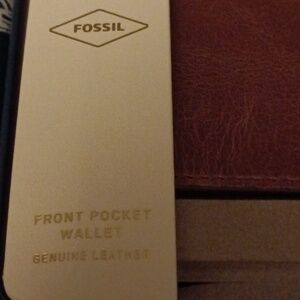 FOSSIL
FRONT POCKET
WALLET
GENUINE LEATHER